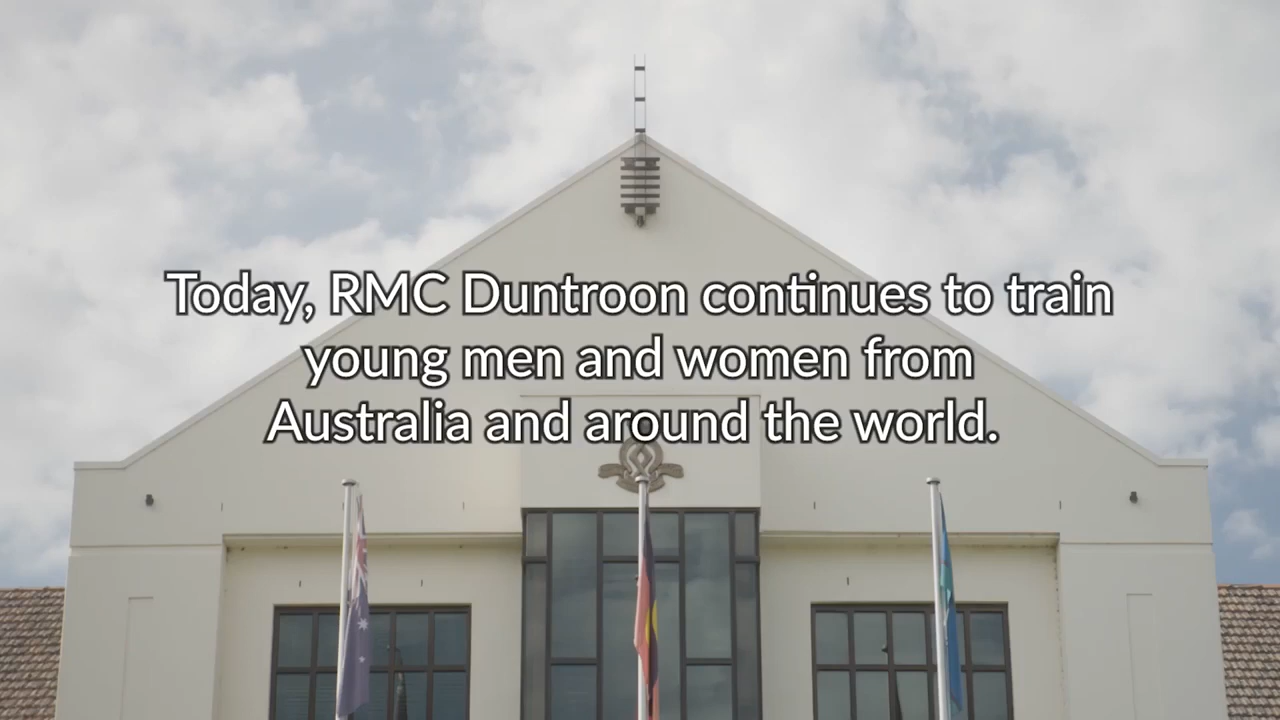 Today, RMC Duntroon continues to train
young men and women from
Australia and around the world.